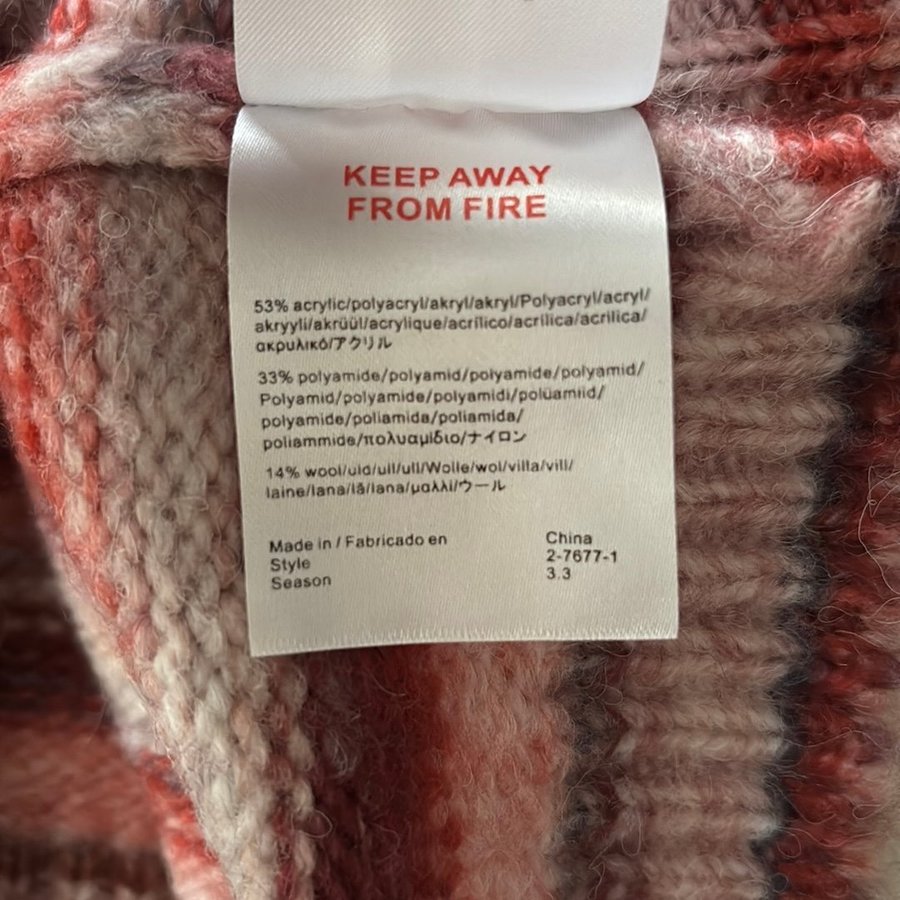 KEEP AWAY
FROM FIRE
53% acrylic/polyacryl/akryl/akryl/Polyacryl/acryl/
akryyli/akrüül/acrylique/acrílico/acrílica/acrilica/
ακρυλικό/アクリル
33% polyamide/polyamid/polyamide/polyamid/
Polyamid/polyamide/polyamidi/polüamiid/
polyamide/poliamida/poliamida/
poliammide/πολυαμίδιο/ナイロン
14% wool/uld/ull/ull/Wolle/wol/villa/vill/
laine/lana/lã/lana/μαλλί/ウール
Made in / Fabricado en China
Style 2-7677-1
Season 3.3